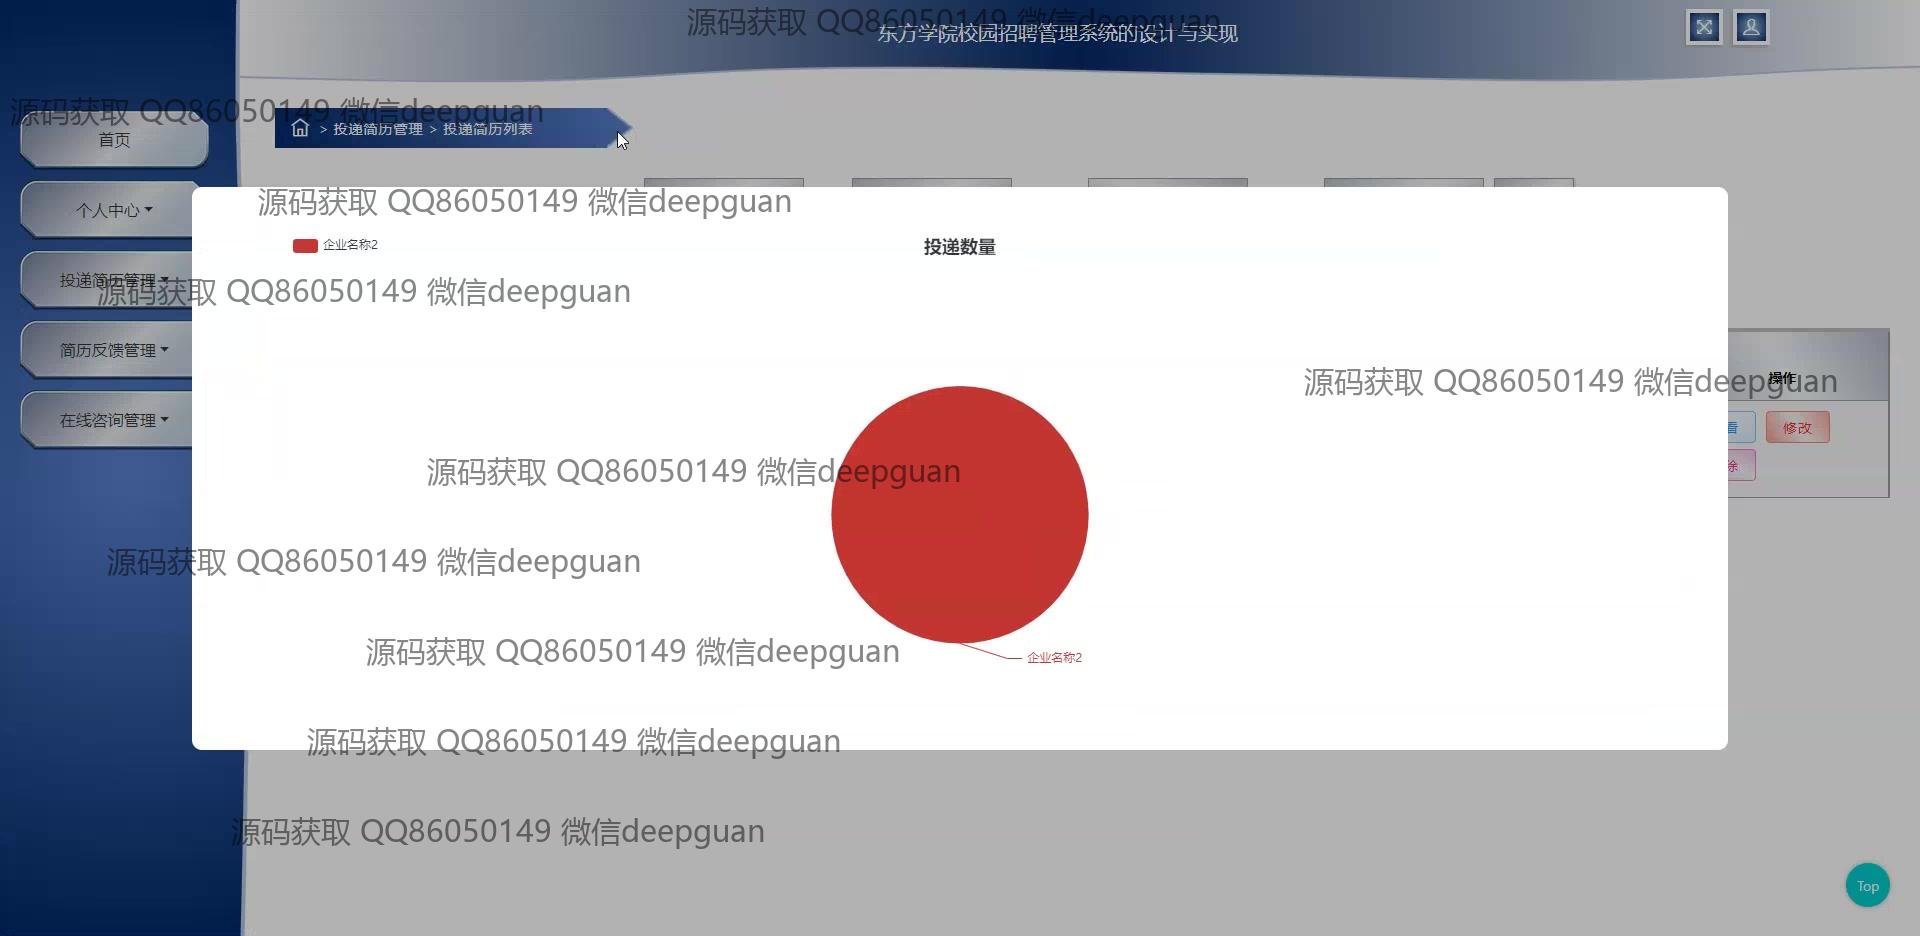 源码获取 QQ86050149 微信deepguan
东方学院校园招聘管理系统的设计与实现
源码获取 QQ86050149 微信deepguan
首页
> 投递简历管理 > 投递简历列表
个人中心
源码获取 QQ86050149 微信deepguan
企业名称2
投递数量
投递简历管理
源码获取 QQ86050149 微信deepguan
简历反馈管理
源码获取 QQ86050149 微信deepguan
操作
在线咨询管理
看
修改
除
源码获取 QQ86050149 微信deepguan
源码获取 QQ86050149 微信deepguan
源码获取 QQ86050149 微信deepguan
企业名称2
源码获取 QQ86050149 微信deepguan
源码获取 QQ86050149 微信deepguan
Top